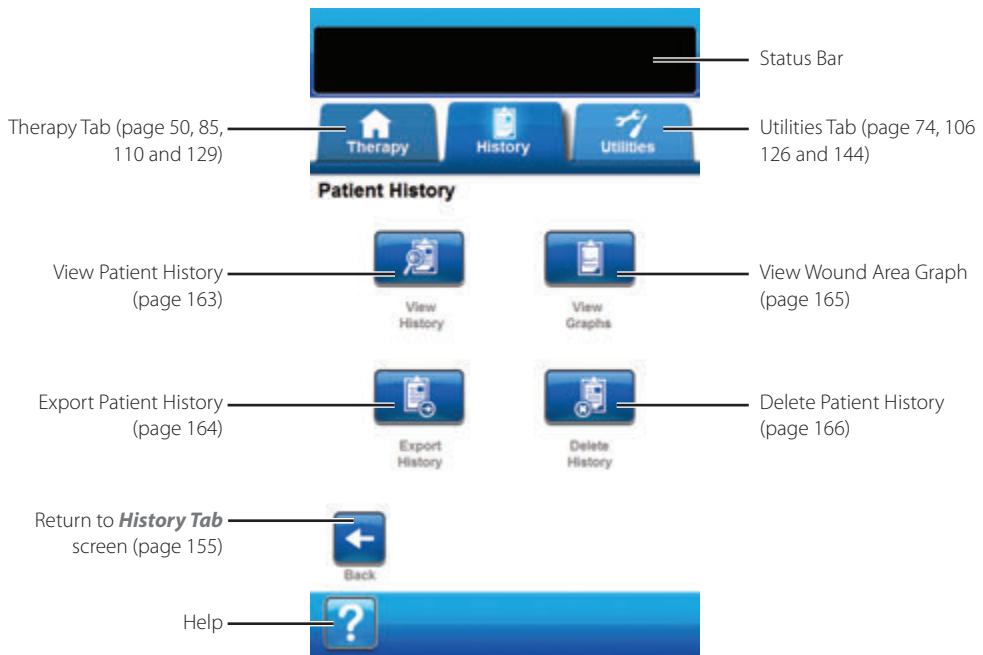 Status Bar
Therapy Tab (page 50, 85,
110 and 129)
Therapy
History
Utilities
Utilities Tab (page 74, 106
126 and 144)
Patient History
View Patient History
(page 163)
View
History
View
Graphs
View Wound Area Graph
(page 165)
Export Patient History
(page 164)
Export
History
Delete
History
Delete Patient History
(page 166)
Return to History Tab
screen (page 155)
Back
Help
?